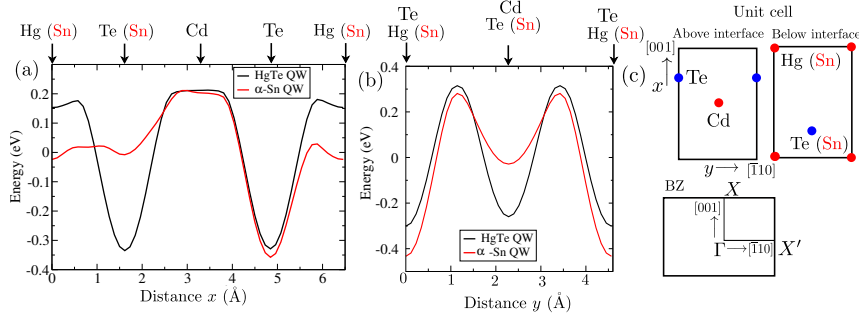 Hg (Sn) Te (Sn) Cd Te Hg (Sn)
(a)
HgTe QW
α-Sn QW
Energy (eV)
0.2
0.1
0
-0.1
-0.2
-0.3
-0.4
0 1 2 3 4 5 6
Distance x (Å)
Te
Hg (Sn)
Cd
Te (Sn)
Te
Hg (Sn)
(b)
Energy (eV)
0.4
0.2
0
-0.2
-0.4
HgTe QW
α -Sn QW
0 1 2 3 4
Distance y (Å)
Unit cell
(c)
Above interface Below interface
[001]
x
Te
Cd
y [1̅10]
Hg (Sn)
Te (Sn)
BZ
X
[001]
Γ [1̅10] X′